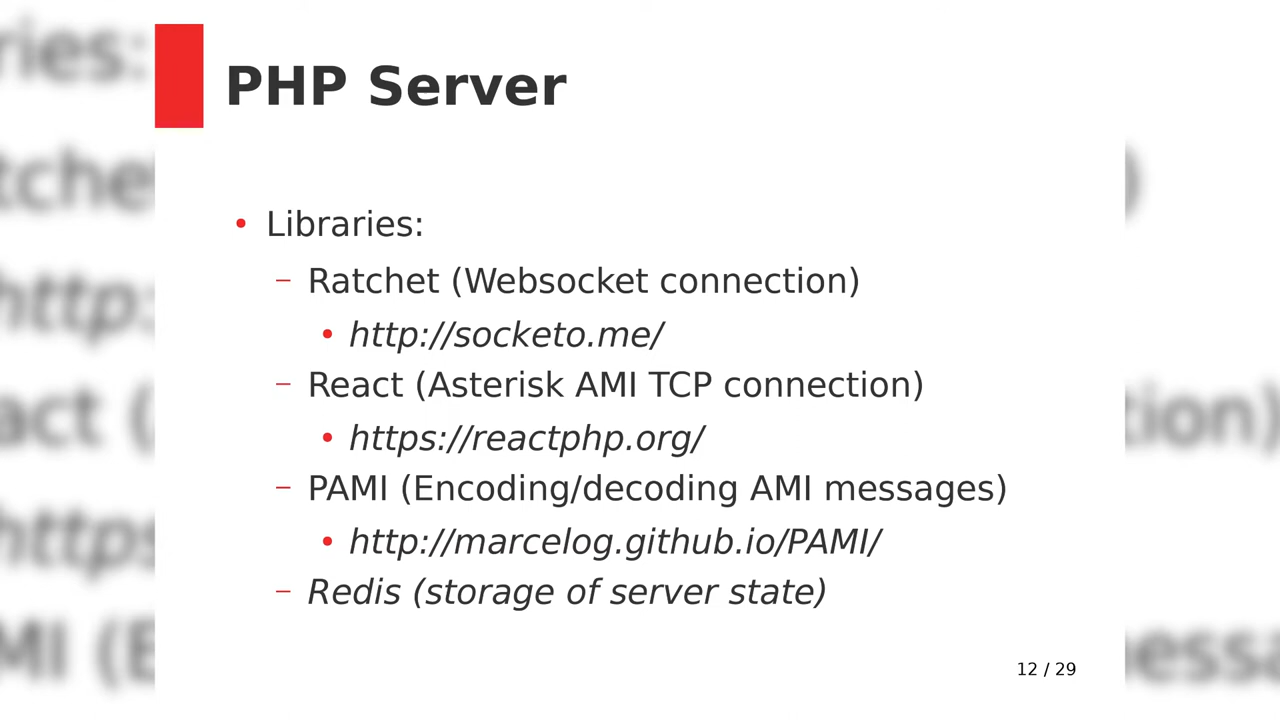 PHP Server
• Libraries:
– Ratchet (Websocket connection)
• http://socketo.me/
– React (Asterisk AMI TCP connection)
• https://reactphp.org/
– PAMI (Encoding/decoding AMI messages)
• http://marcelog.github.io/PAMI/
– Redis (storage of server state)
12 / 29